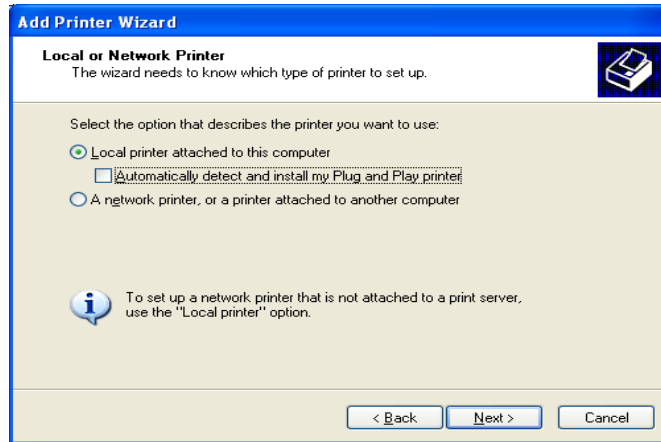 Add Printer Wizard
Local or Network Printer
The wizard needs to know which type of printer to set up.
Select the option that describes the printer you want to use:
Local printer attached to this computer
Automatically detect and install my Plug and Play printer
A network printer, or a printer attached to another computer
To set up a network printer that is not attached to a print server,
use the "Local printer" option.
< Back Next > Cancel